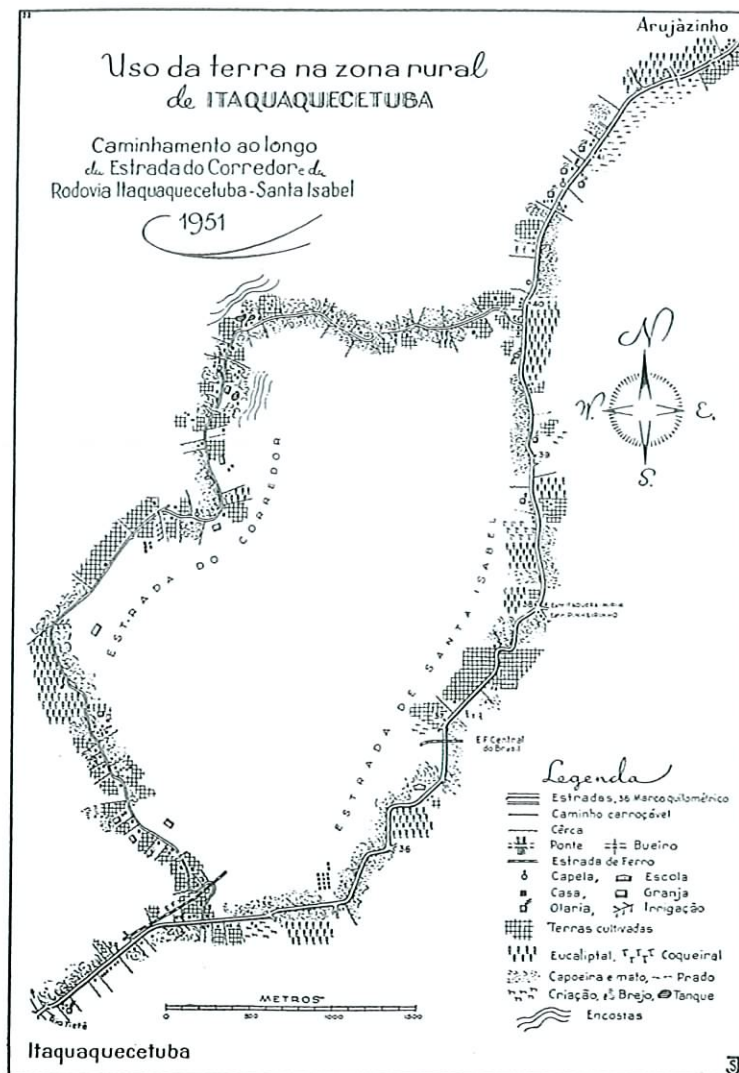 Arujàzinho
Uso da terra na zona rural
de ITAQUAQUECETUBA
Caminhamento ao longo
da Estrada do Corredor e da
Rodovia Itaquaquecetuba-Santa Isabel
1951
40
N
W. E.
S.
39
ESTRADA DO CORREDOR
ESTRADA DE SANTA ISABEL
38
37
E.F. Central
do Brasil
36
Legenda
Estradas, 36 Marco quilométrico
Caminho carroçável
Cêrca
Ponte Bueiro
Estrada de Ferro
Capela, Escola
Casa, Granja
Olaria, Irrigação
Terras cultivadas
Eucaliptal, Coqueiral
Capoeira e mato, Prado
Criação, Brejo, Tanque
Encostas
METROS
0 500 1000 1500
Itaquaquecetuba